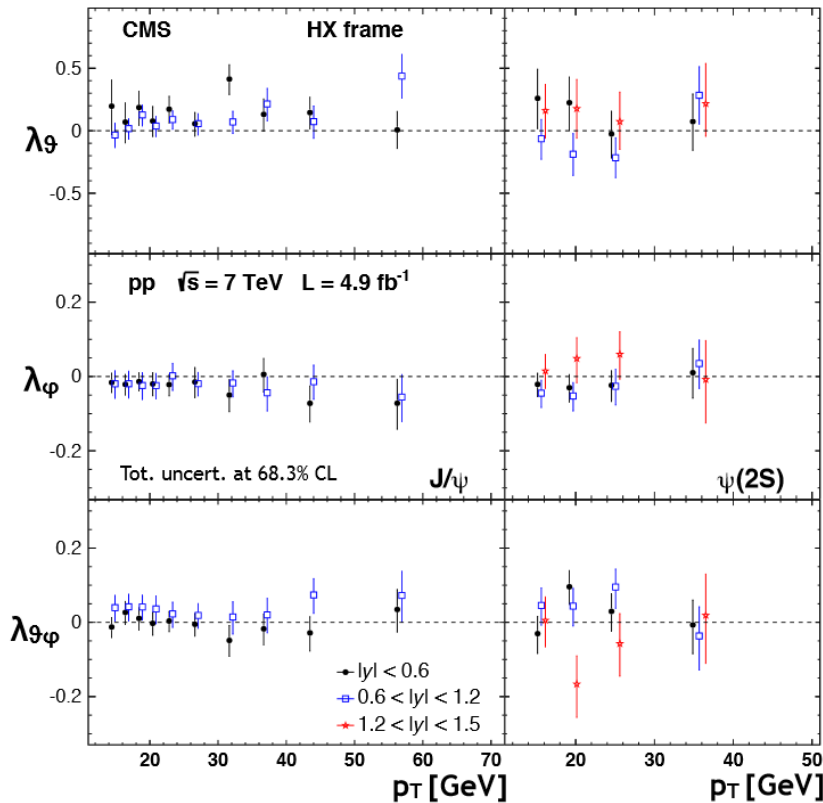 CMS HX frame
0.5
0
-0.5
λϑ
pp √s = 7 TeV L = 4.9 fb⁻¹
0.2
0
-0.2
λφ
Tot. uncert. at 68.3% CL J/ψ ψ(2S)
0.2
0
-0.2
λϑφ
|y| < 0.6
0.6 < |y| < 1.2
1.2 < |y| < 1.5
20 30 40 50 60 70 10 20 30 40 50
pT [GeV] pT [GeV]